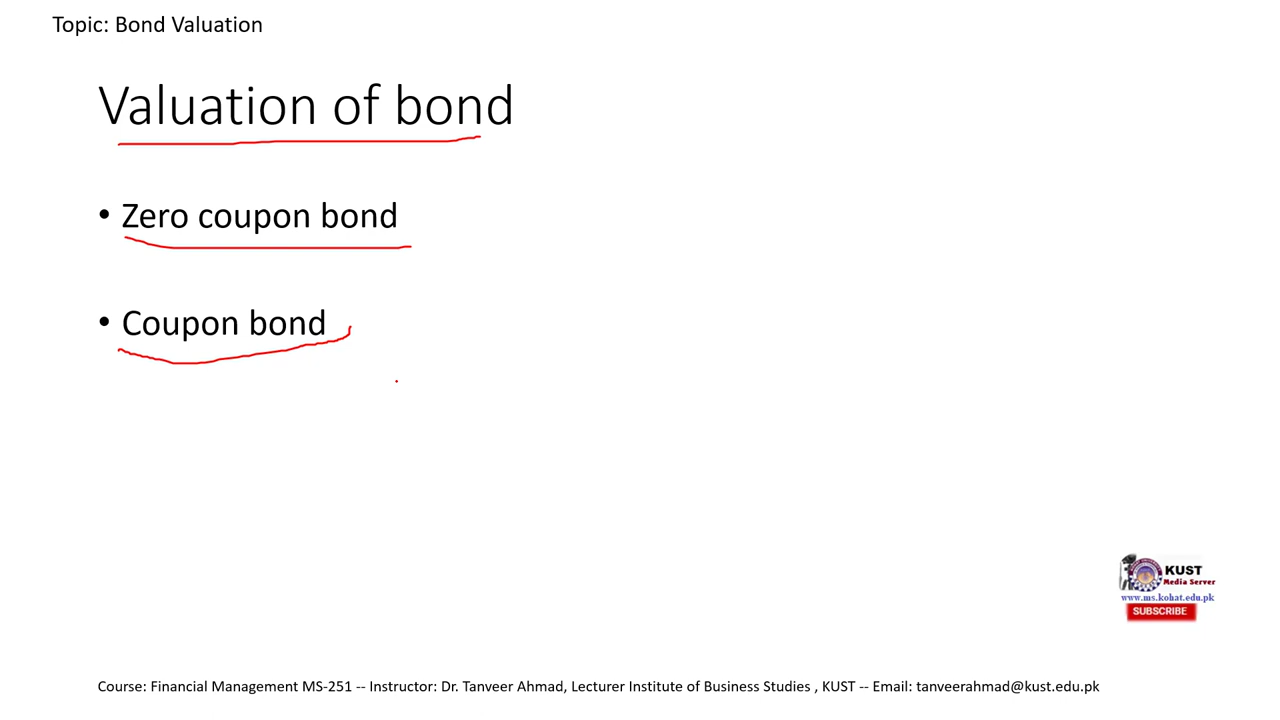 Topic: Bond Valuation
Valuation of bond
• Zero coupon bond
• Coupon bond
KUST
Media Server
www.ms.kohat.edu.pk
SUBSCRIBE
Course: Financial Management MS-251 -- Instructor: Dr. Tanveer Ahmad, Lecturer Institute of Business Studies , KUST -- Email: tanveerahmad@kust.edu.pk